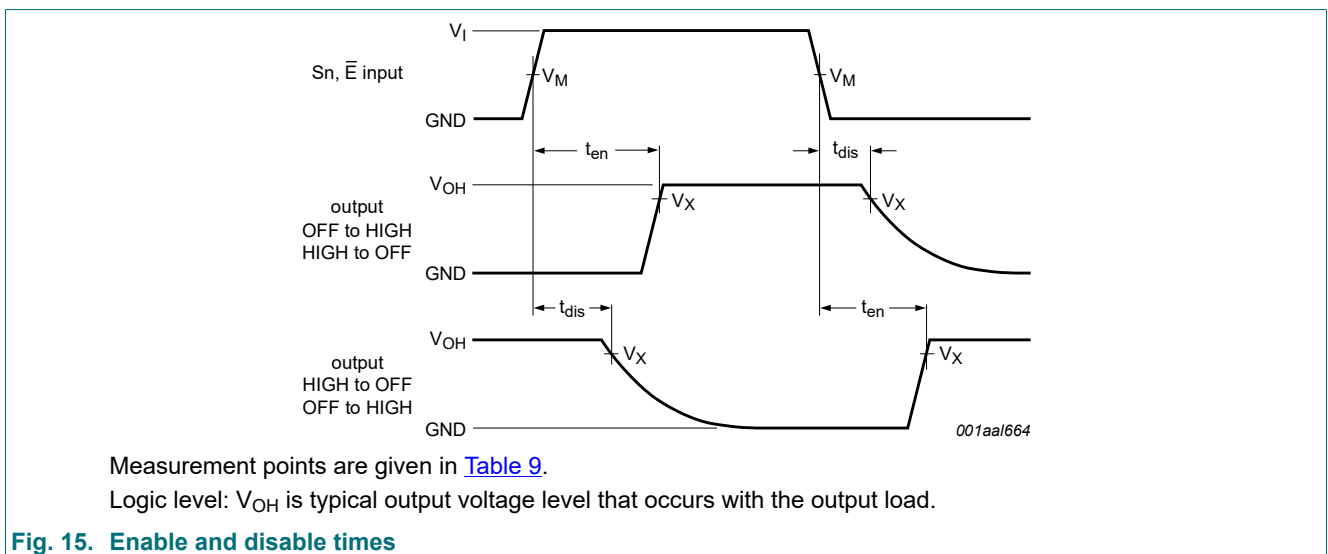 V_I
Sn, E̅ input
V_M
V_M
GND
t_en
t_dis
V_OH
V_X
V_X
output
OFF to HIGH
HIGH to OFF
GND
t_dis
t_en
V_OH
V_X
V_X
output
HIGH to OFF
OFF to HIGH
GND
001aal664
Measurement points are given in Table 9.
Logic level: V_OH is typical output voltage level that occurs with the output load.
Fig. 15. Enable and disable times